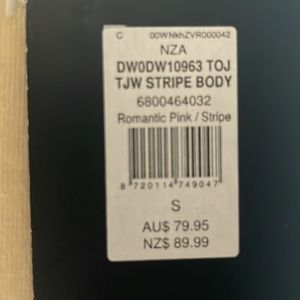 C 00WNkhZVR000042
NZA
DW0DW10963 TOJ
TJW STRIPE BODY
6800464032
Romantic Pink / Stripe
8 720114 749047
S
AU$ 79.95
NZ$ 89.99